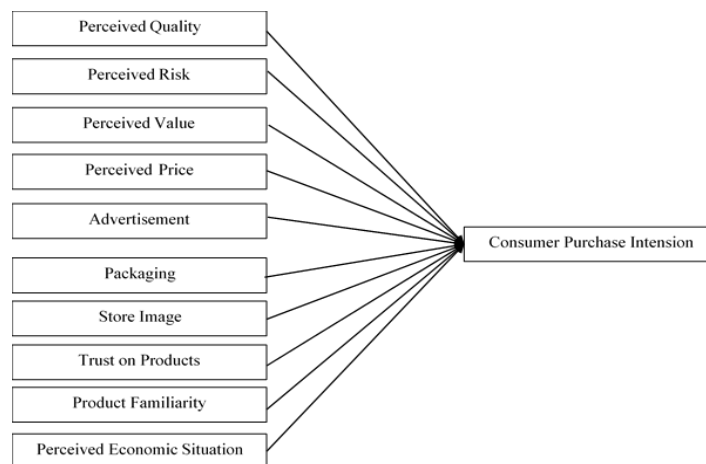 Perceived Quality
Perceived Risk
Perceived Value
Perceived Price
Advertisement
Packaging
Store Image
Trust on Products
Product Familiarity
Perceived Economic Situation
Consumer Purchase Intension